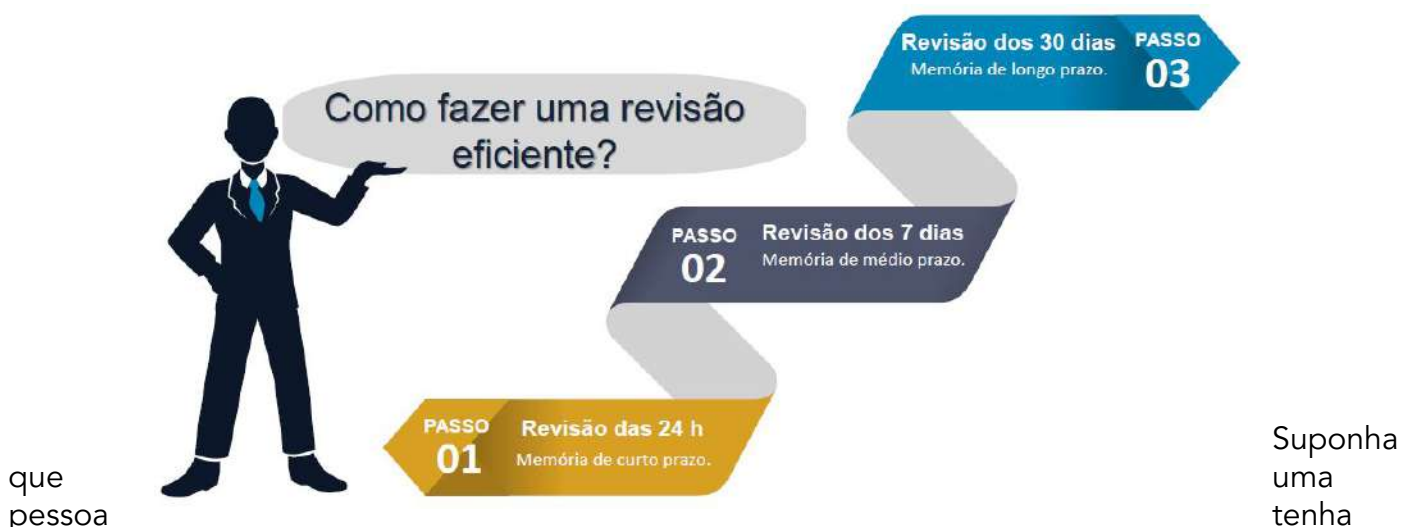 Como fazer uma revisão
eficiente?
Revisão dos 30 dias
Memória de longo prazo.
PASSO
03
PASSO
02
Revisão dos 7 dias
Memória de médio prazo.
PASSO
01
Revisão das 24 h
Memória de curto prazo.
Suponha
que uma
pessoa tenha